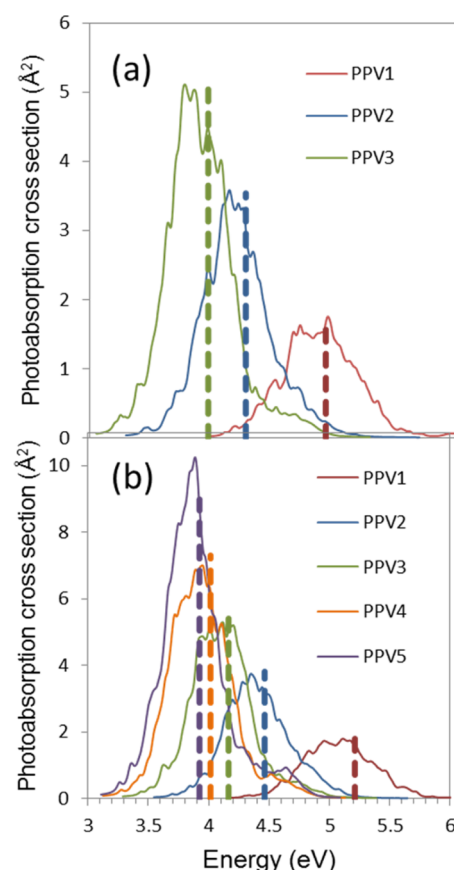 6
(a)
PPV1
PPV2
PPV3
5
4
3
2
1
0
Photoabsorption cross section (Å²)
10
(b)
PPV1
PPV2
PPV3
PPV4
PPV5
8
6
4
2
0
Photoabsorption cross section (Å²)
3 3.5 4 4.5 5 5.5 6
Energy (eV)